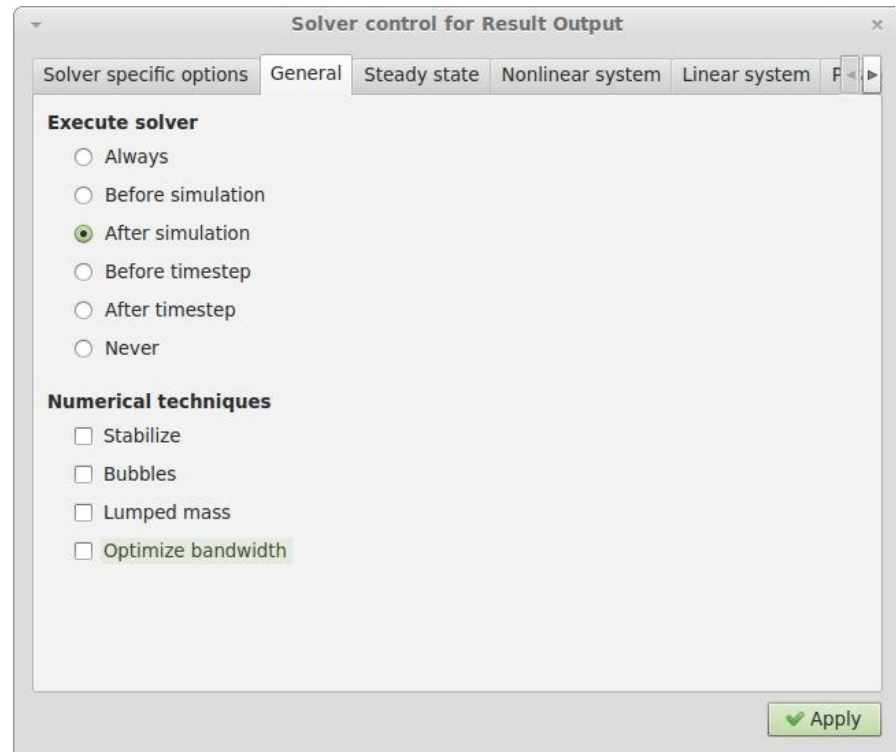 Solver control for Result Output
Solver specific options General Steady state Nonlinear system Linear system
Execute solver
Always
Before simulation
After simulation
Before timestep
After timestep
Never
Numerical techniques
Stabilize
Bubbles
Lumped mass
Optimize bandwidth
Apply